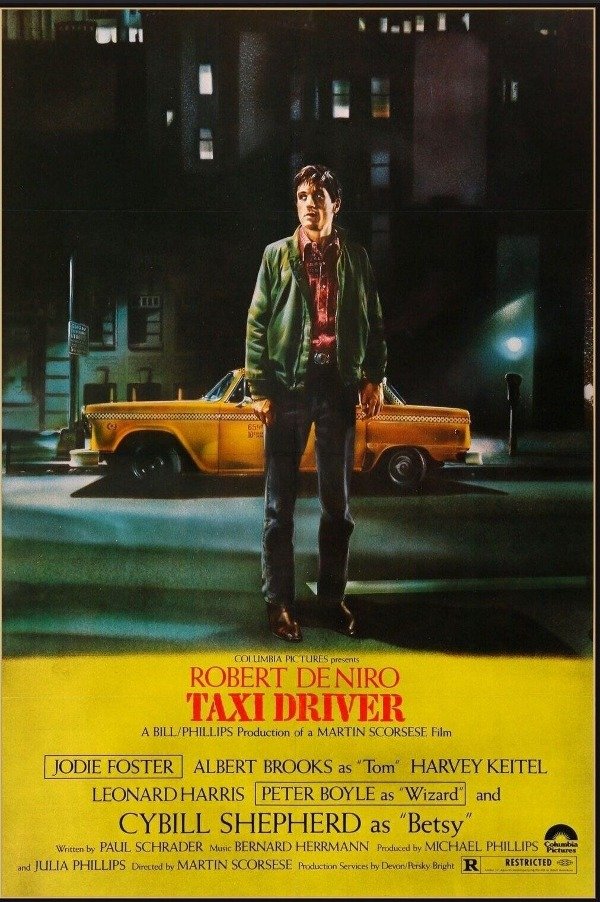 COLUMBIA PICTURES presents
ROBERT DE NIRO
TAXI DRIVER
A BILL/PHILLIPS Production of a MARTIN SCORSESE Film
JODIE FOSTER ALBERT BROOKS as "Tom" HARVEY KEITEL
LEONARD HARRIS PETER BOYLE as "Wizard" and
CYBILL SHEPHERD as "Betsy"
Written by PAUL SCHRADER Music BERNARD HERRMANN Produced by MICHAEL PHILLIPS
and JULIA PHILLIPS Directed by MARTIN SCORSESE Production Services by Devon/Persky-Bright
Columbia
Pictures
R RESTRICTED